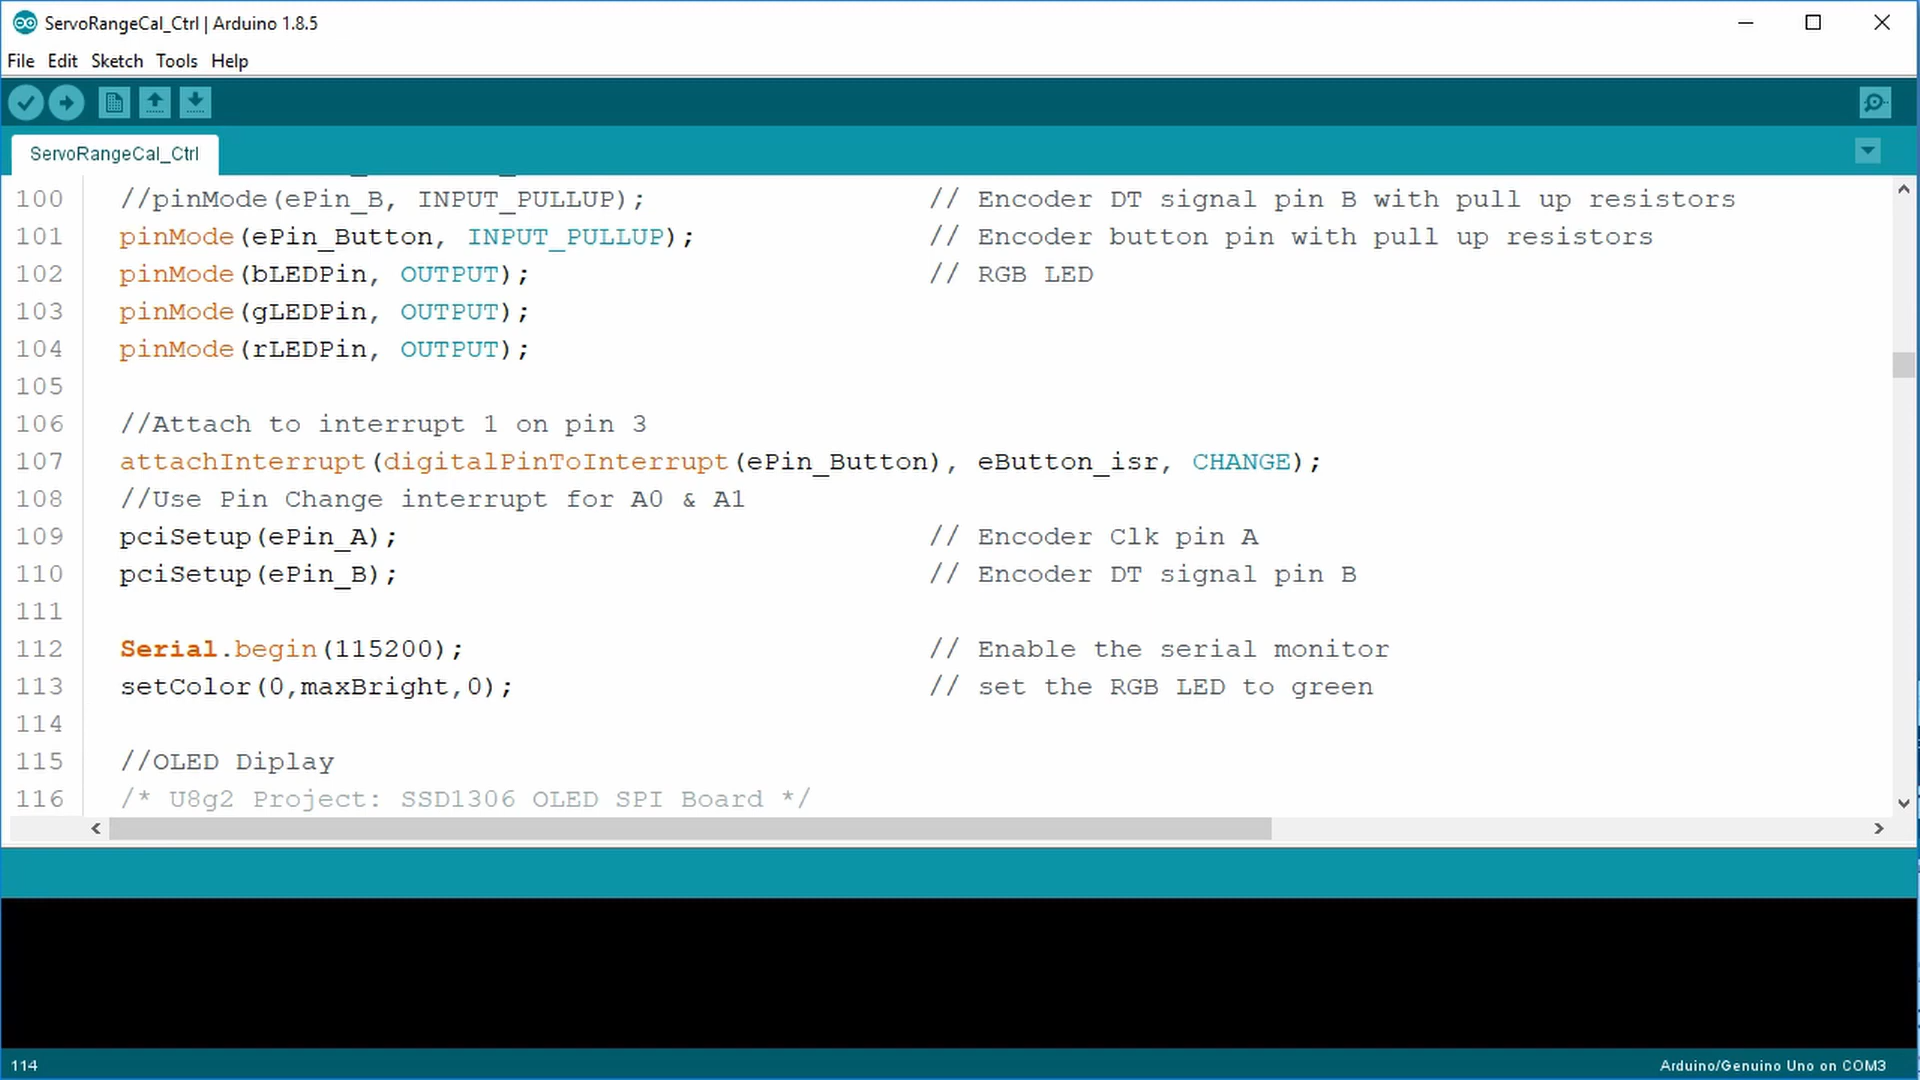 ServoRangeCal_Ctrl | Arduino 1.8.5
File Edit Sketch Tools Help
ServoRangeCal_Ctrl
100 //pinMode(ePin_B, INPUT_PULLUP); // Encoder DT signal pin B with pull up resistors
101 pinMode(ePin_Button, INPUT_PULLUP); // Encoder button pin with pull up resistors
102 pinMode(bLEDPin, OUTPUT); // RGB LED
103 pinMode(gLEDPin, OUTPUT);
104 pinMode(rLEDPin, OUTPUT);
105
106 //Attach to interrupt 1 on pin 3
107 attachInterrupt(digitalPinToInterrupt(ePin_Button), eButton_isr, CHANGE);
108 //Use Pin Change interrupt for A0 & A1
109 pciSetup(ePin_A); // Encoder Clk pin A
110 pciSetup(ePin_B); // Encoder DT signal pin B
111
112 Serial.begin(115200); // Enable the serial monitor
113 setColor(0,maxBright,0); // set the RGB LED to green
114
115 //OLED Diplay
116 /* U8g2 Project: SSD1306 OLED SPI Board */
114
Arduino/Genuino Uno on COM3